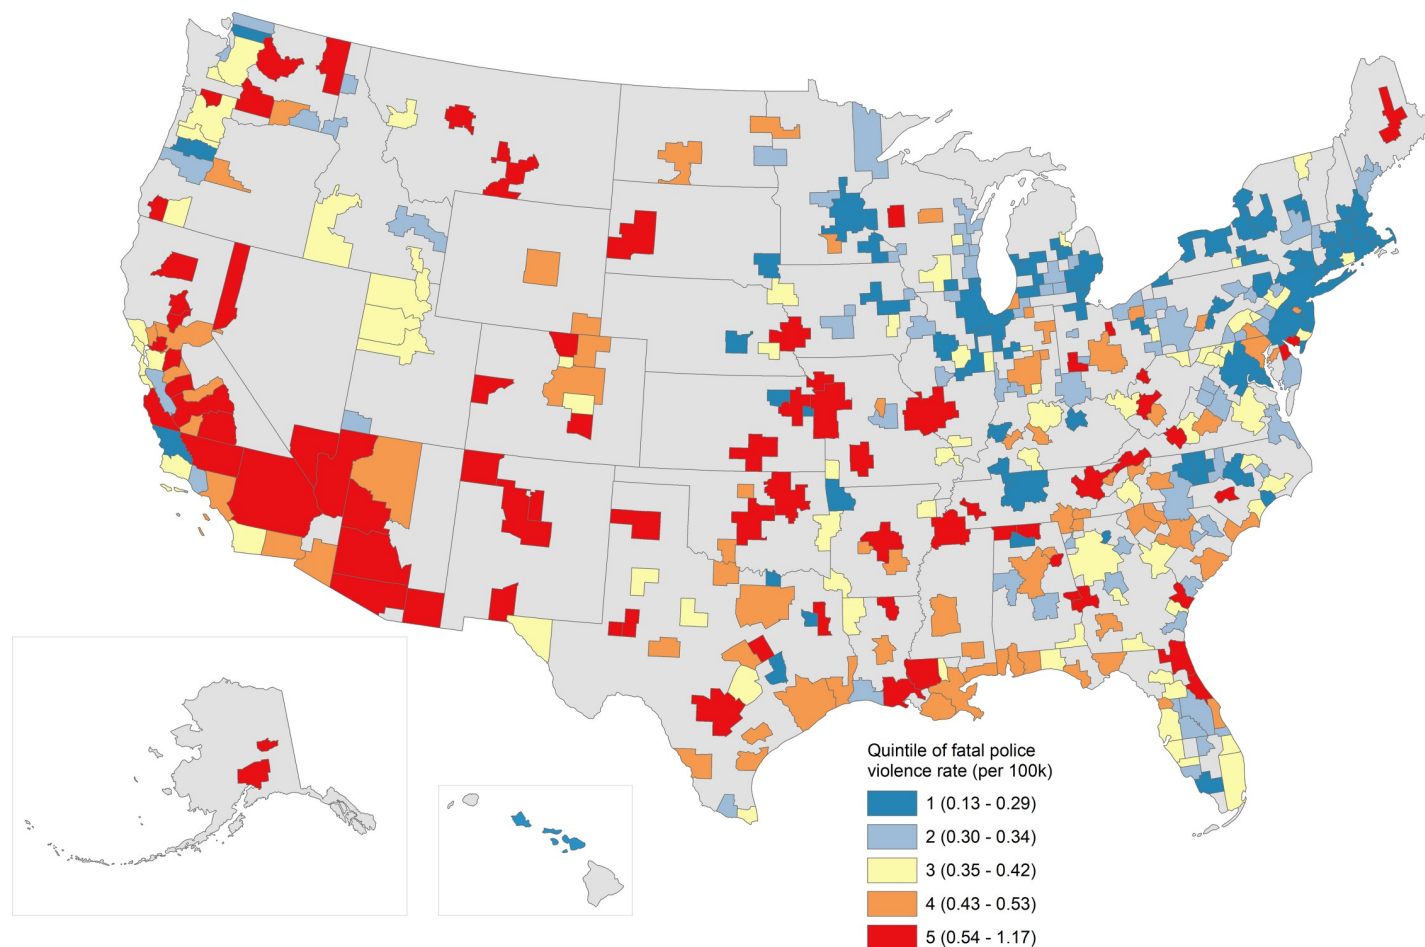 Quintile of fatal police
violence rate (per 100k)
1 (0.13 - 0.29)
2 (0.30 - 0.34)
3 (0.35 - 0.42)
4 (0.43 - 0.53)
5 (0.54 - 1.17)